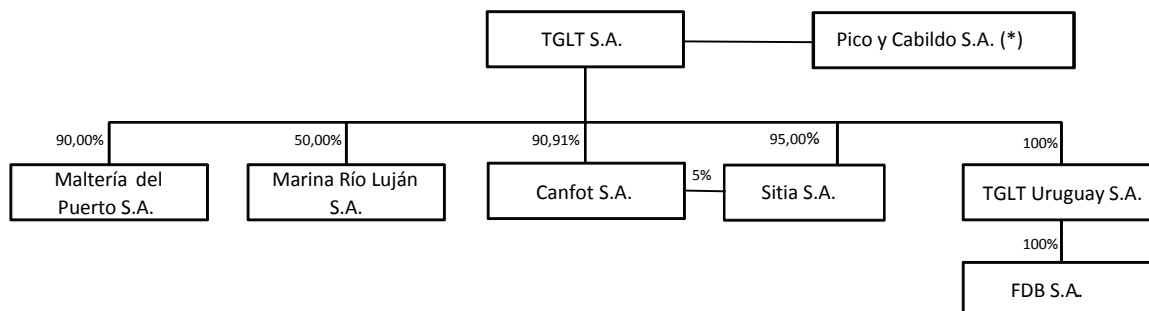 TGLT S.A.
Pico y Cabildo S.A. (*)
90,00%
50,00%
90,91%
95,00%
100%
Maltería del
Puerto S.A.
Marina Río Luján
S.A.
Canfot S.A.
5%
Sitia S.A.
TGLT Uruguay S.A.
100%
FDB S.A.